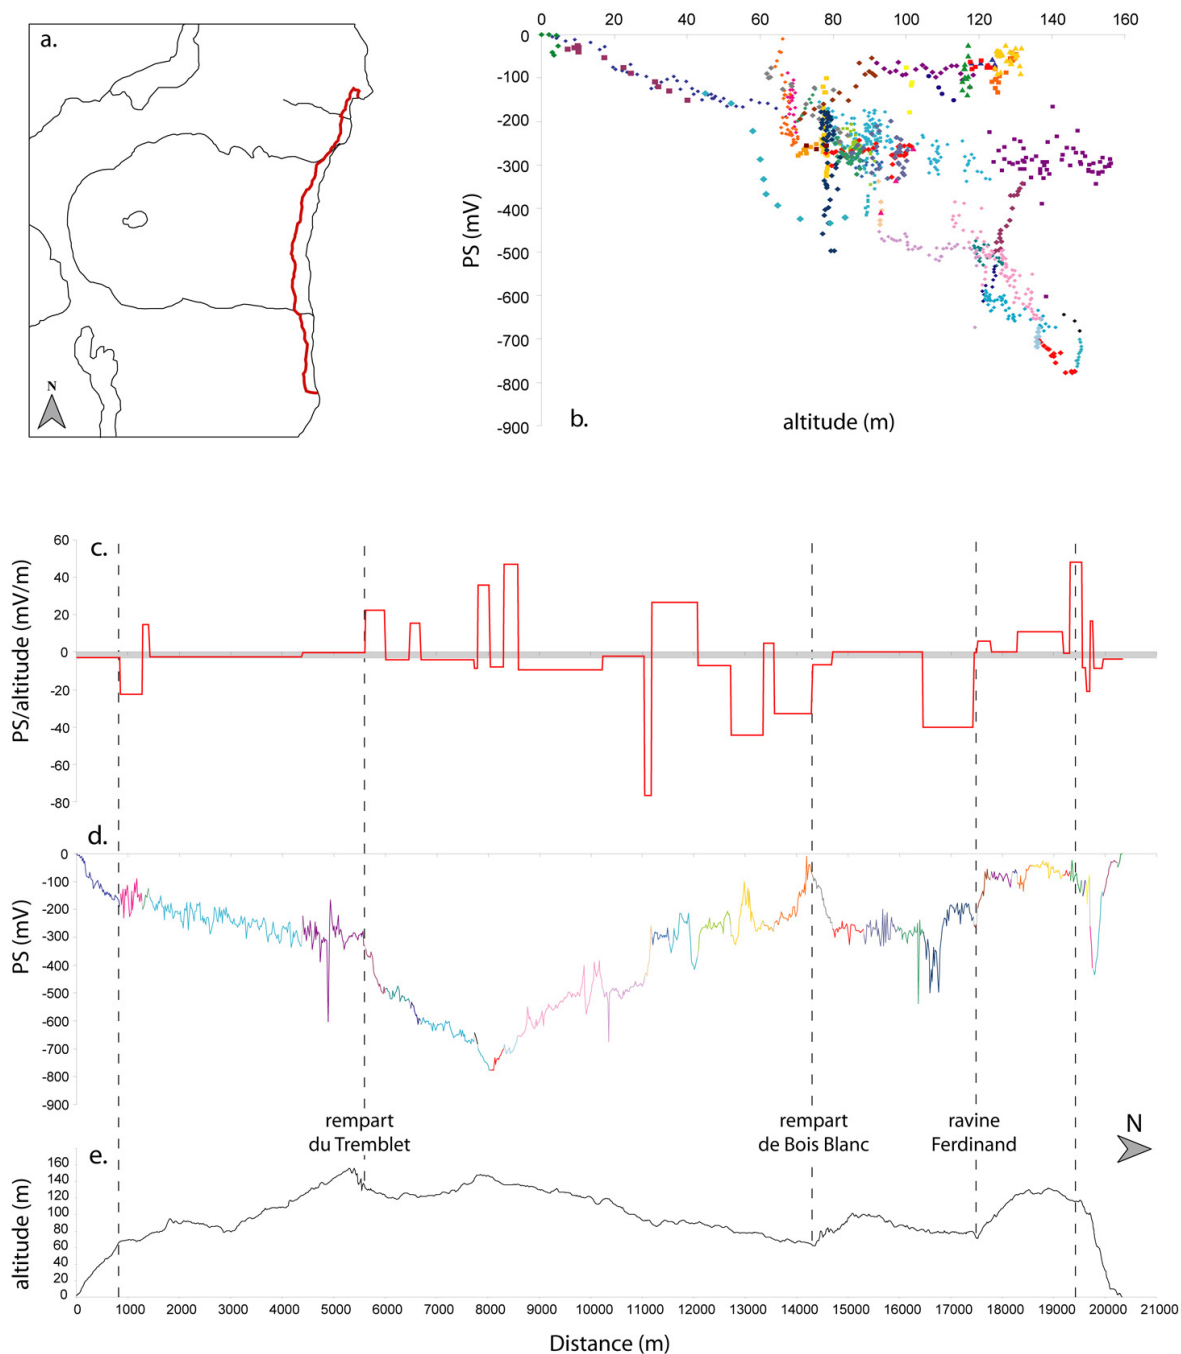 a.
N
0 20 40 60 80 100 120 140 160
0
-100
-200
-300
-400
-500
-600
-700
-800
-900
PS (mV)
b.
altitude (m)
c.
60
40
20
0
-20
-40
-60
-80
PS/altitude (mV/m)
d.
0
-100
-200
-300
-400
-500
-600
-700
-800
-900
PS (mV)
rempart
du Tremblet
rempart
de Bois Blanc
ravine
Ferdinand
N
e.
160
140
120
100
80
60
40
20
0
altitude (m)
0 1000 2000 3000 4000 5000 6000 7000 8000 9000 10000 11000 12000 13000 14000 15000 16000 17000 18000 19000 20000 21000
Distance (m)